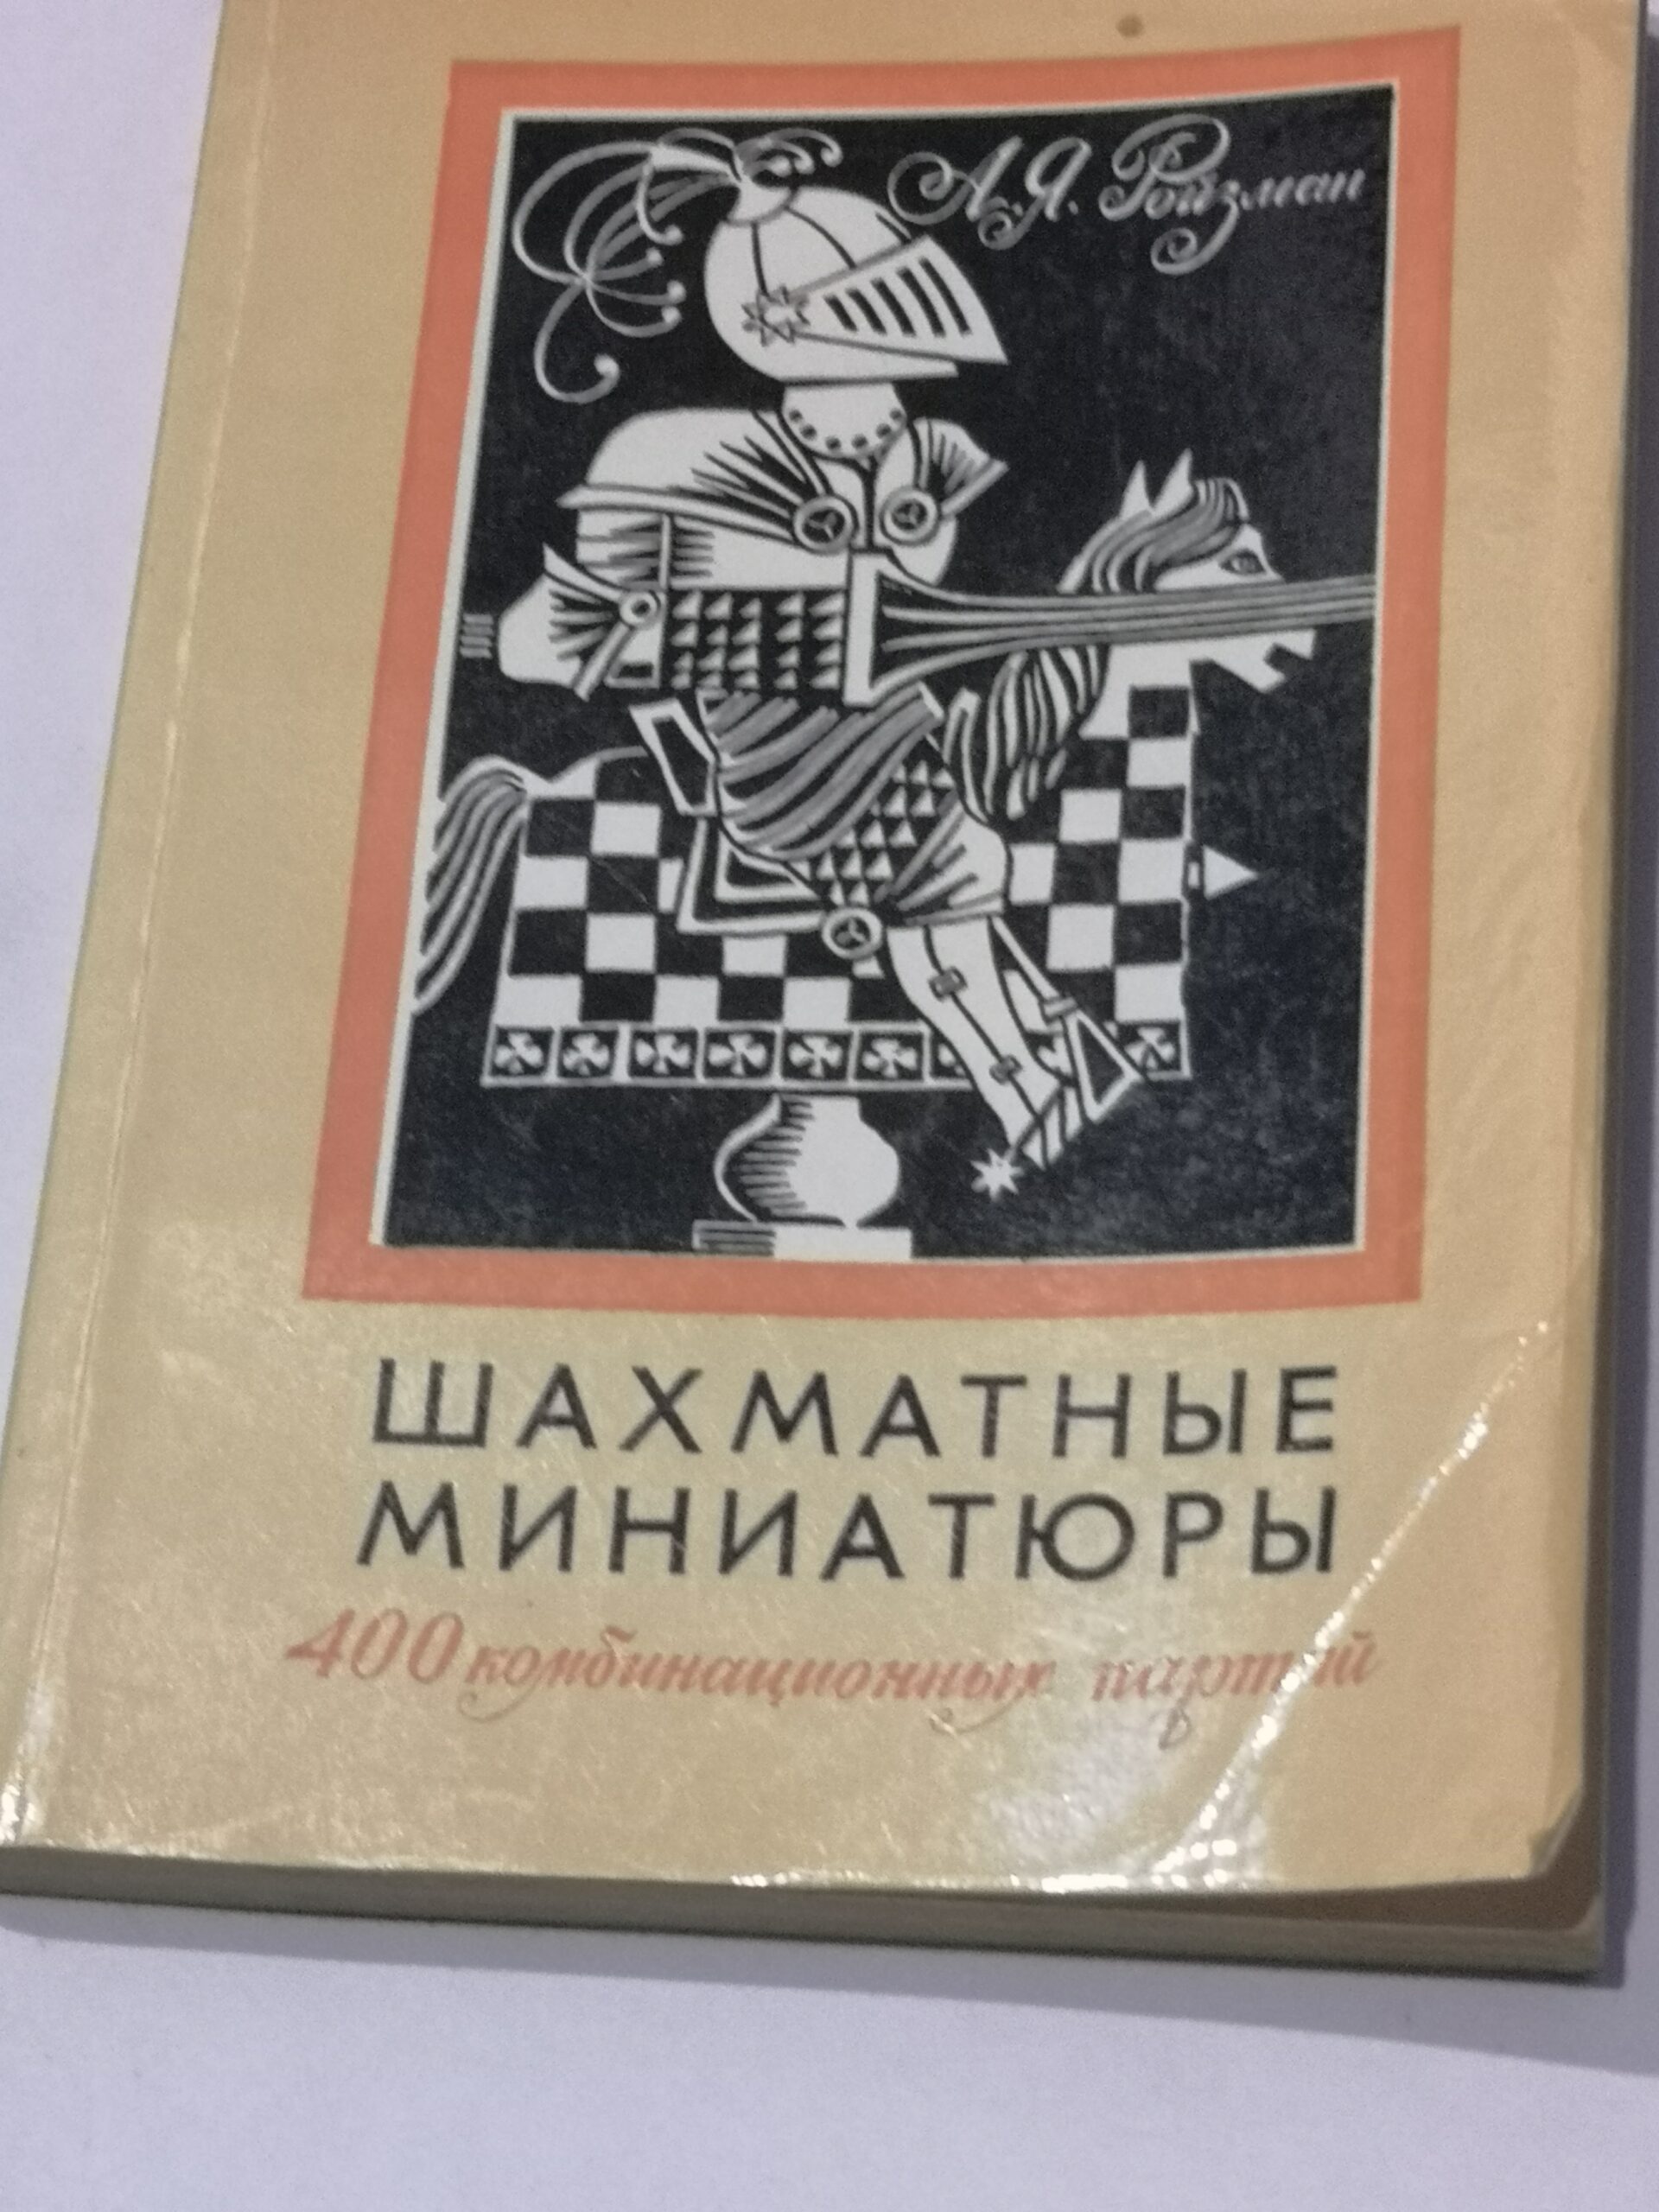 А. Я. Ройзман
ШАХМАТНЫЕ
МИНИАТЮРЫ
400 комбинационных партий